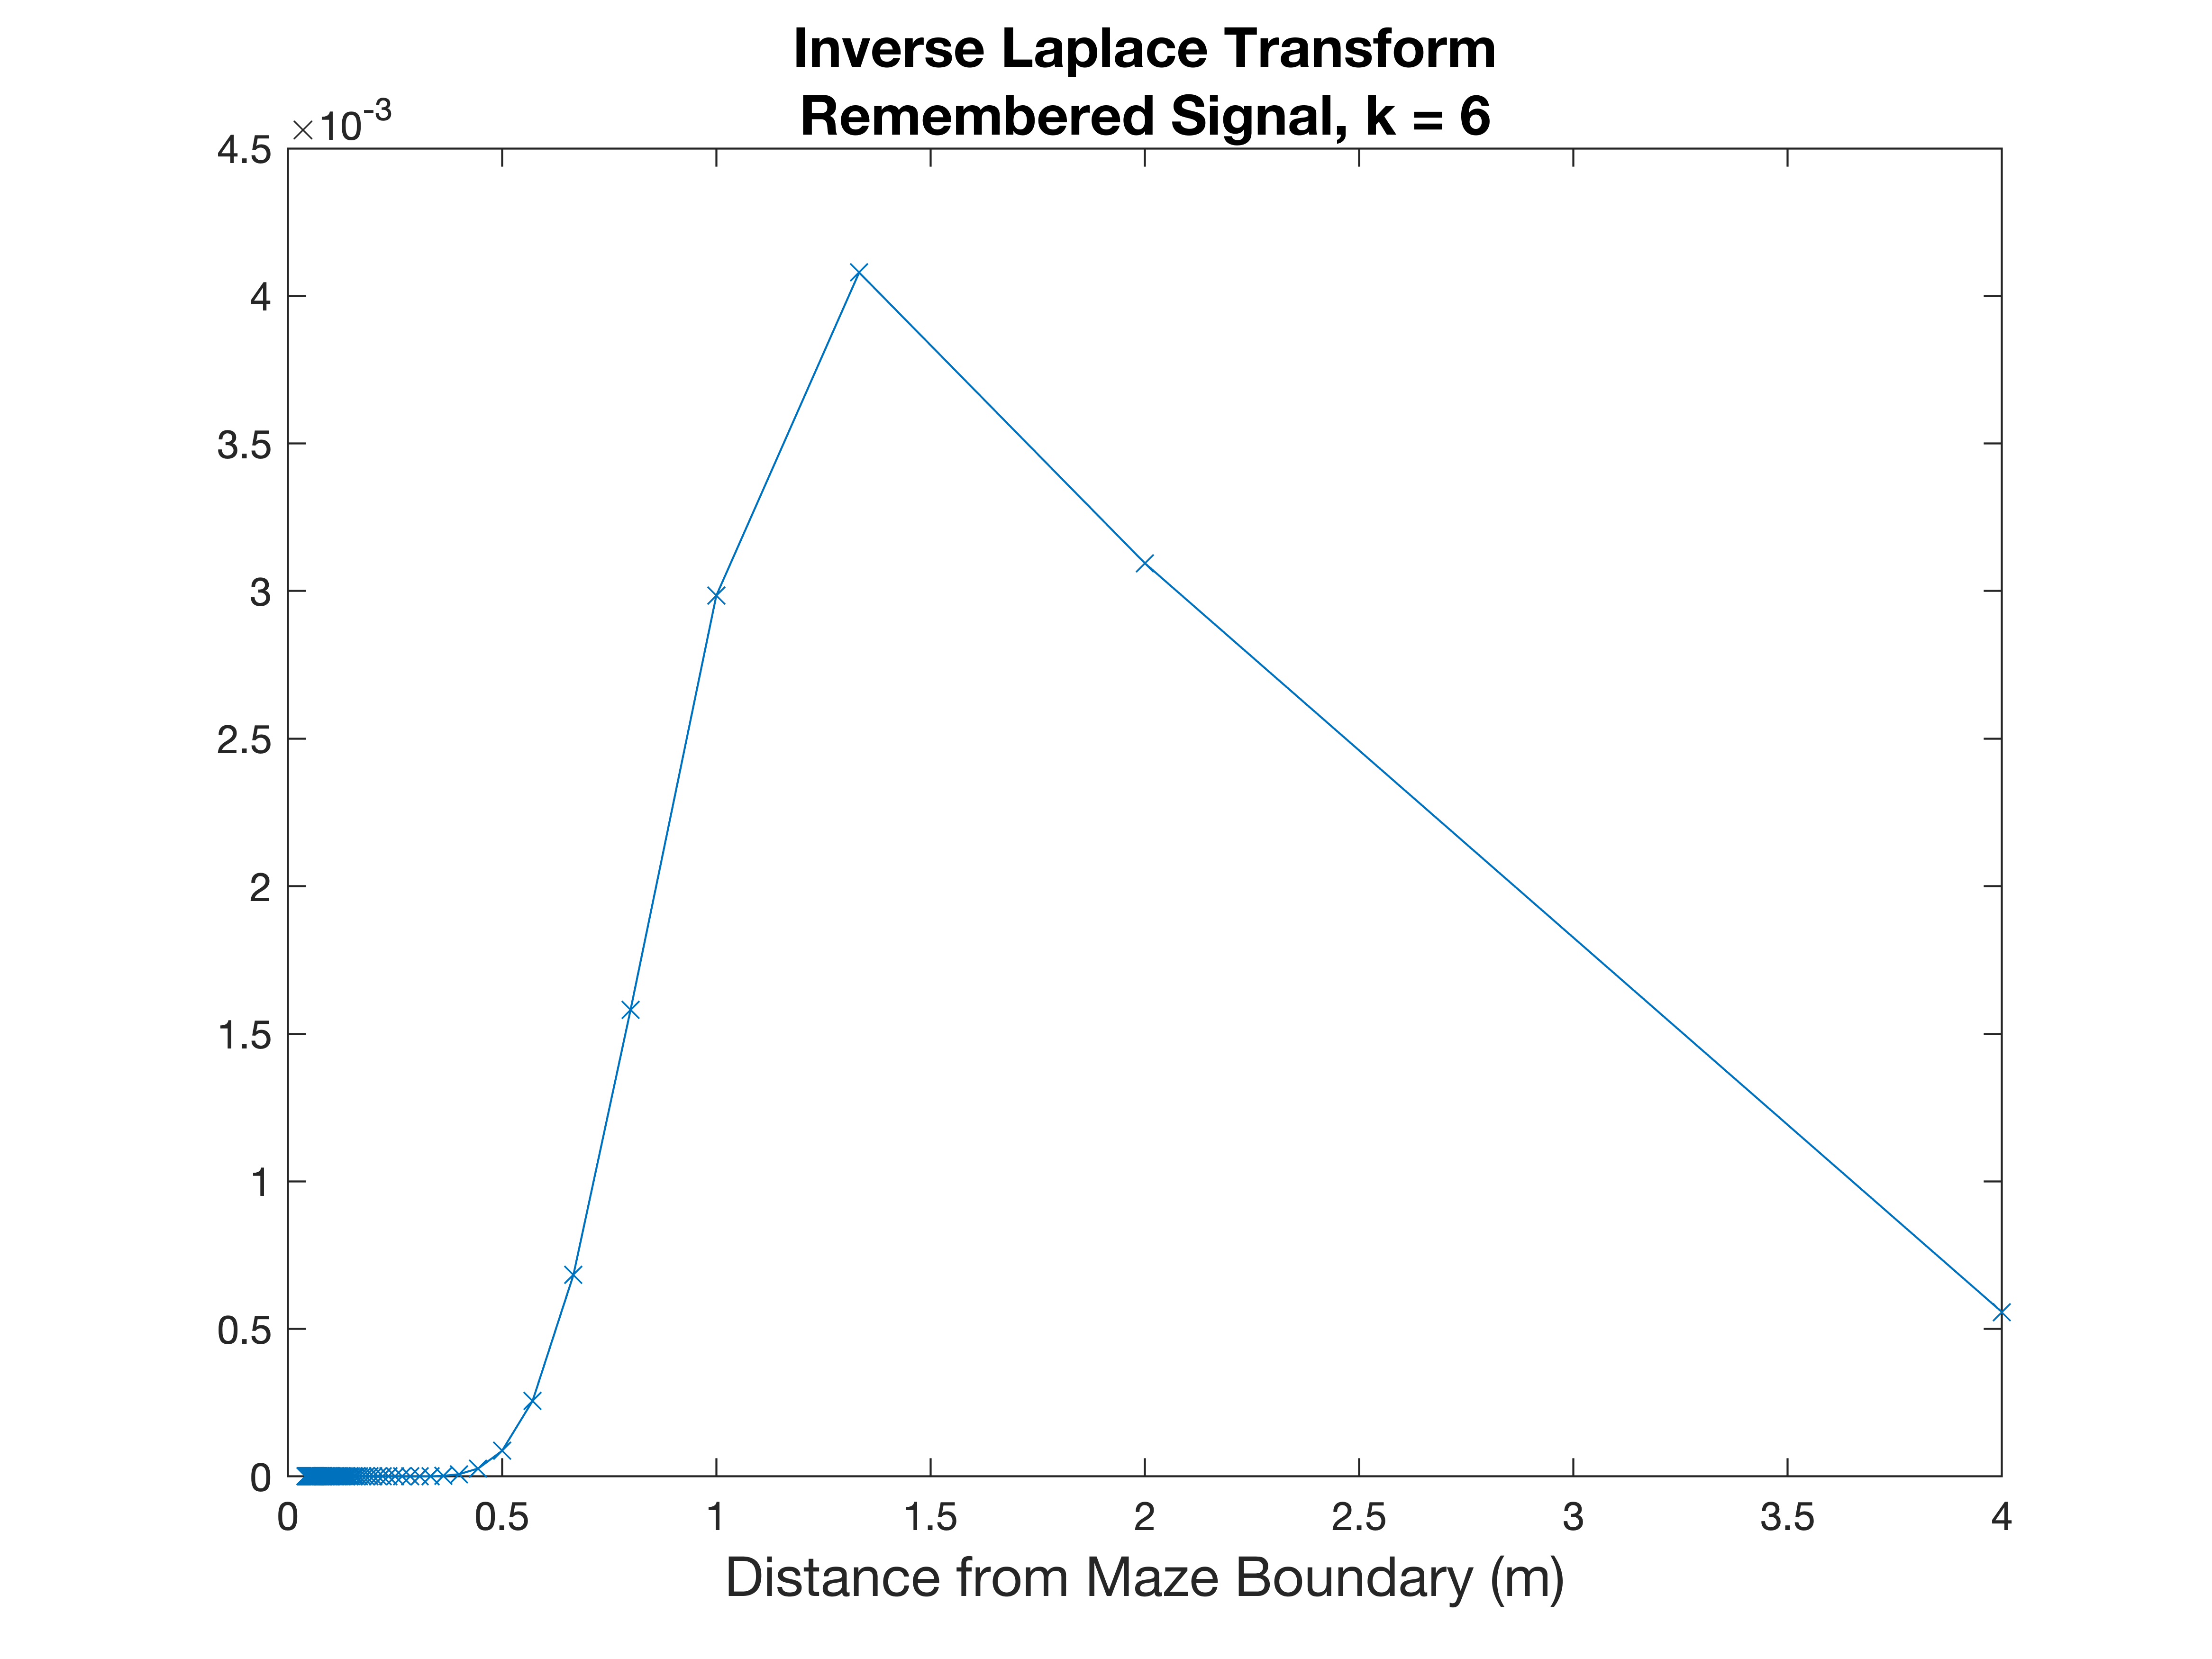 Inverse Laplace Transform
Remembered Signal, k = 6
×10-3
4.5
4
3.5
3
2.5
2
1.5
1
0.5
0
0 0.5 1 1.5 2 2.5 3 3.5 4
Distance from Maze Boundary (m)